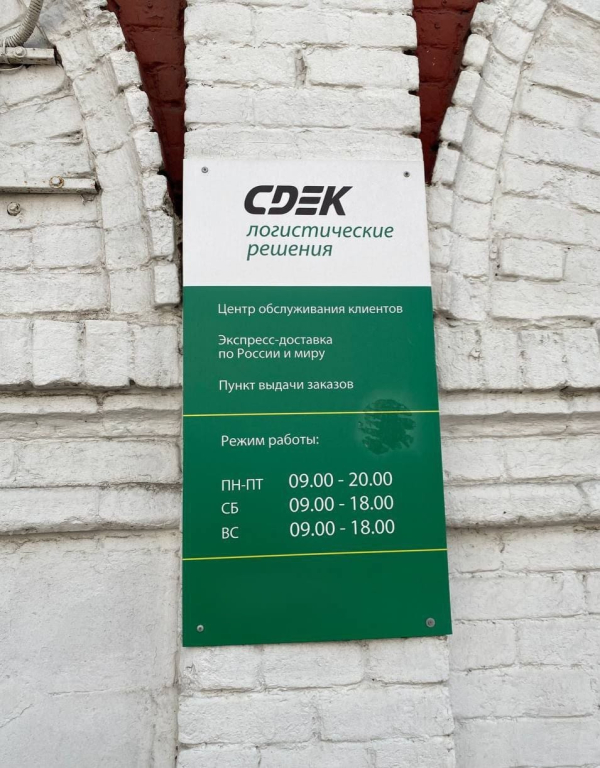 CDEK
логистические
решения
Центр обслуживания клиентов
Экспресс-доставка
по России и миру
Пункт выдачи заказов
Режим работы:
ПН-ПТ 09.00 - 20.00
СБ 09.00 - 18.00
ВС 09.00 - 18.00